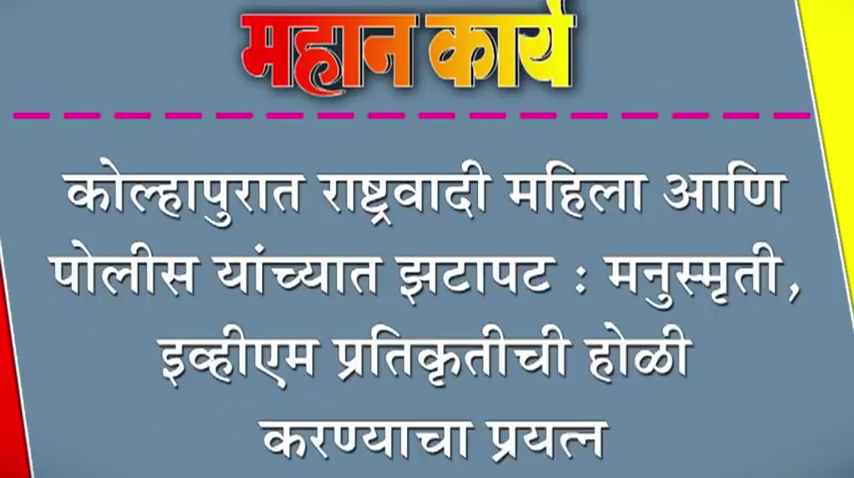 महान कार्य
कोल्हापुरात राष्ट्रवादी महिला आणि
पोलीस यांच्यात झटापट : मनुस्मृती,
इव्हीएम प्रतिकृतीची होळी
करण्याचा प्रयत्न